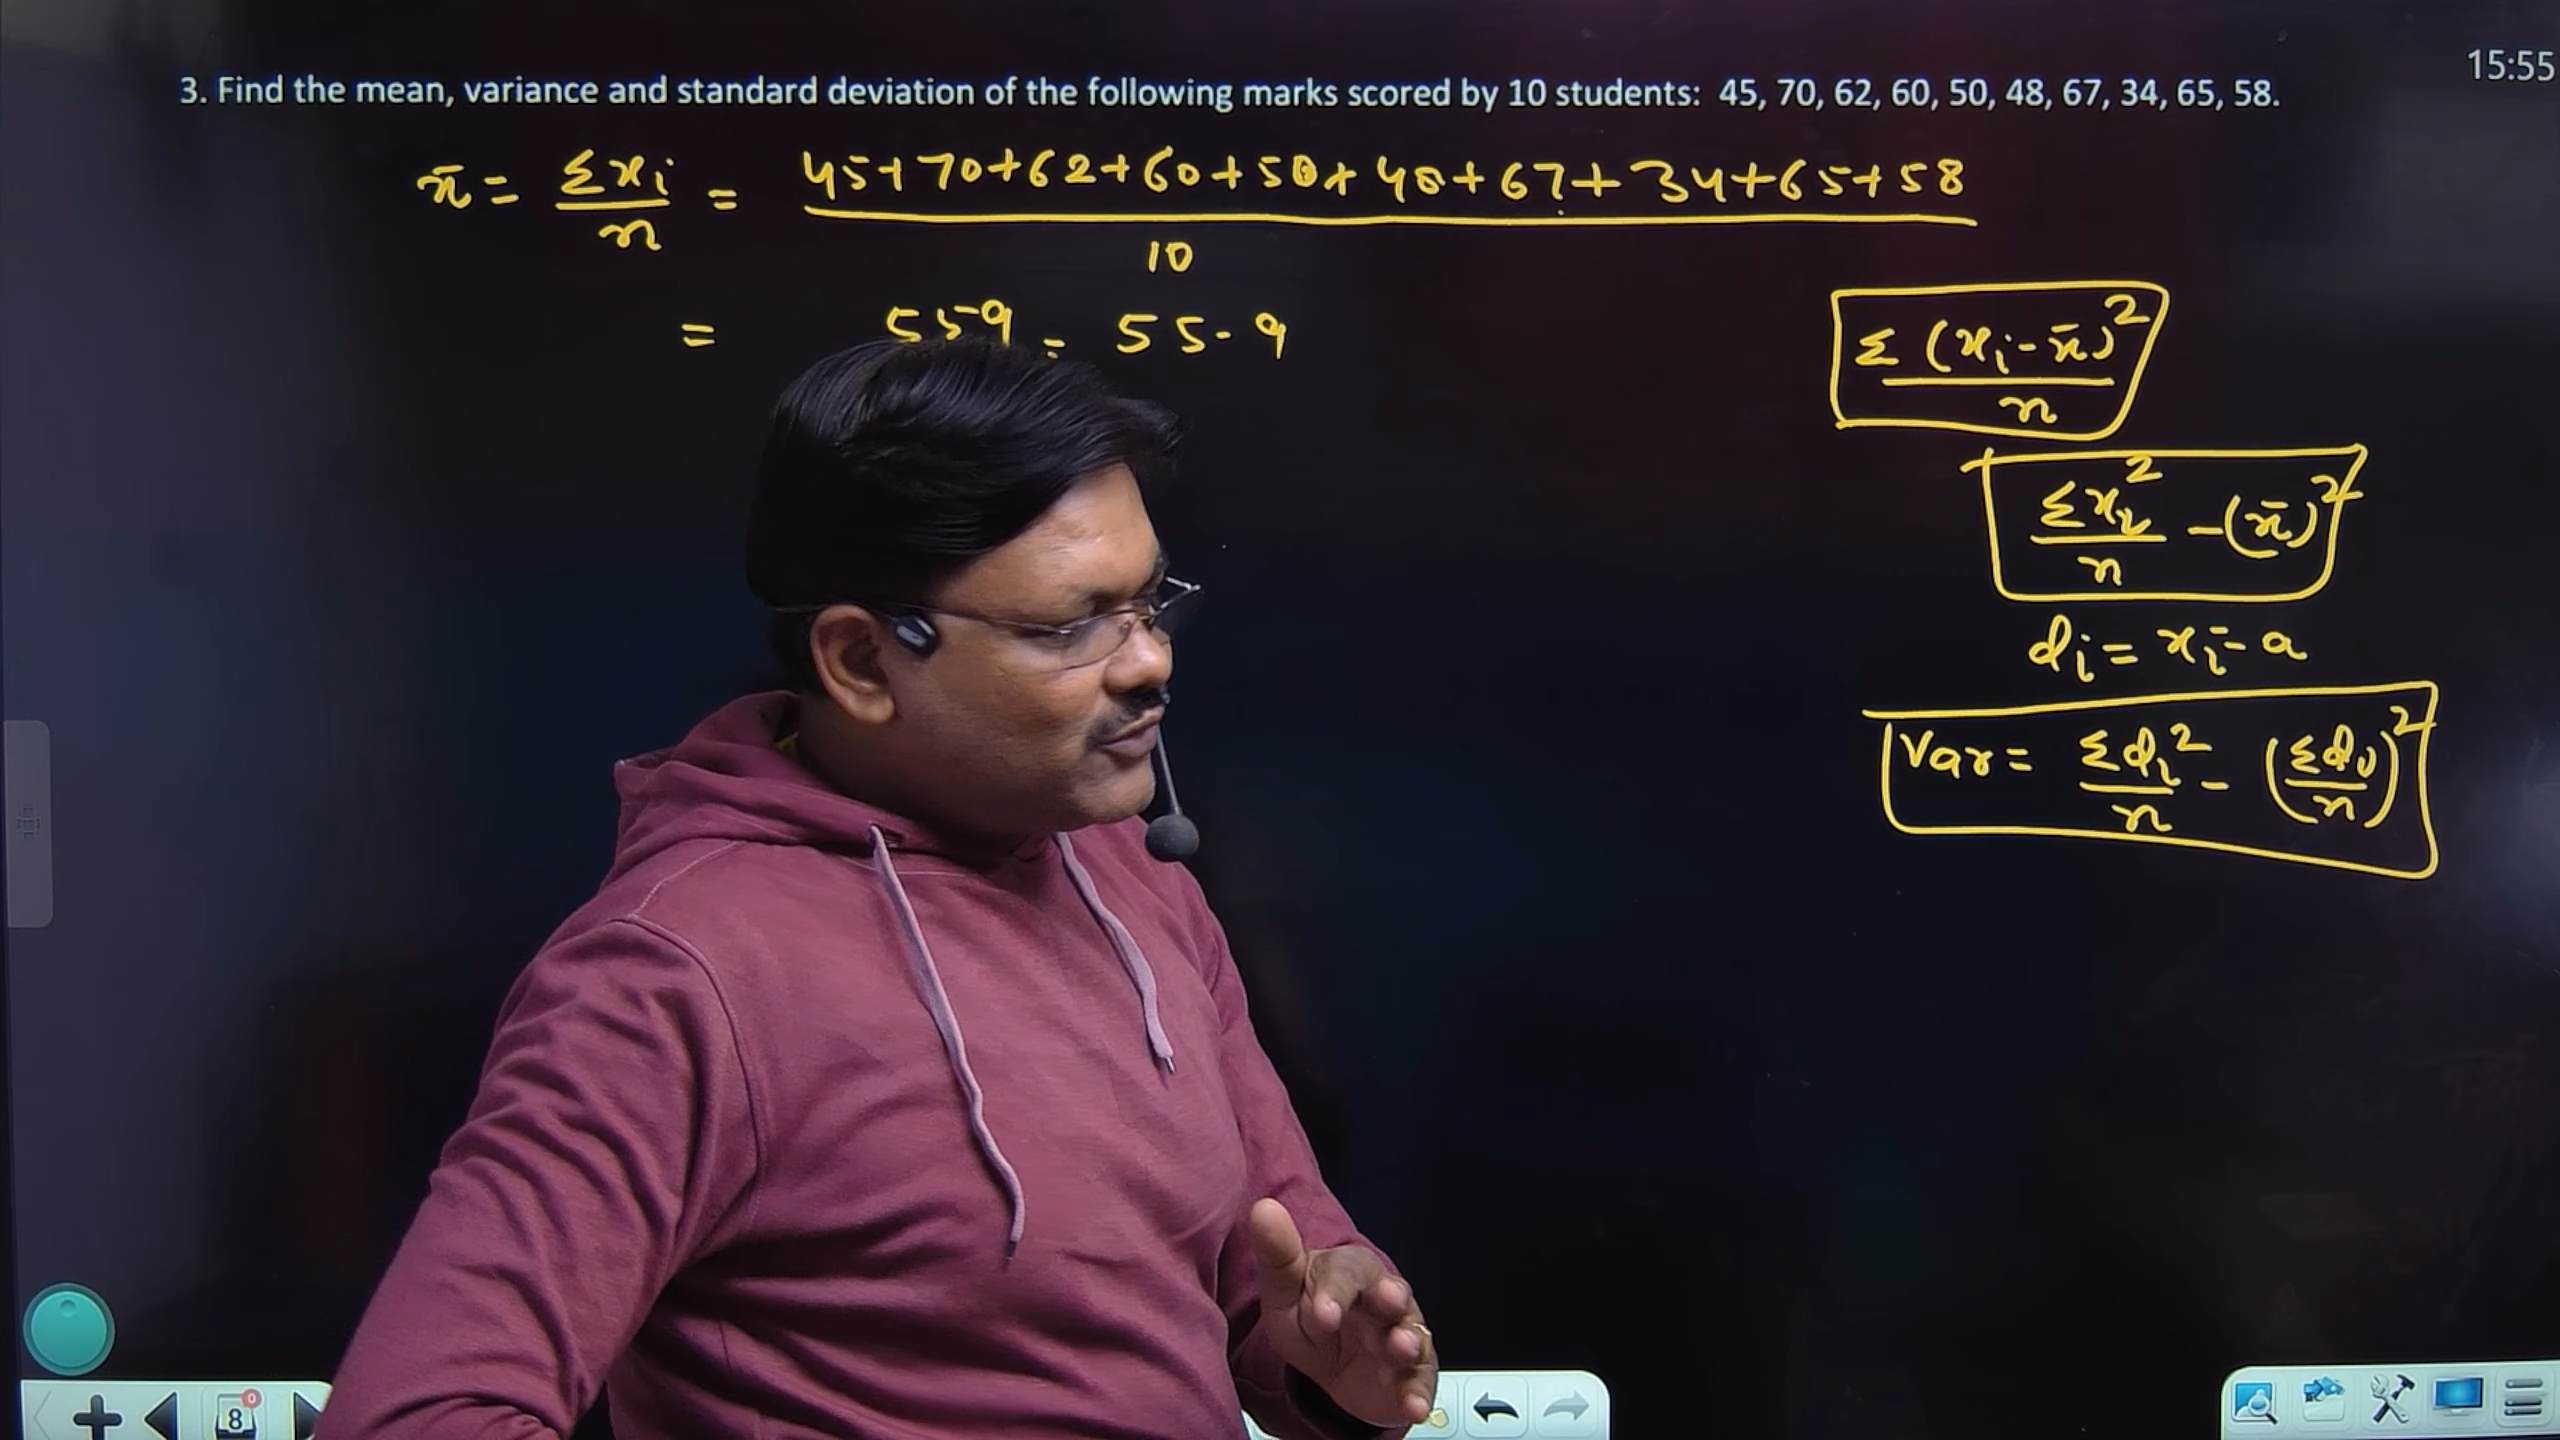 15:55
3. Find the mean, variance and standard deviation of the following marks scored by 10 students: 45, 70, 62, 60, 50, 48, 67, 34, 65, 58.
x̄ = Σxi/n = 45+70+62+60+50+48+67+34+65+58/10
= 559 = 55.9
Σ(xi-x̄)²/n
Σxi²/n -(x̄)²
di = xi-a
Var = Σdi²/n - (Σdi/n)²
8
0